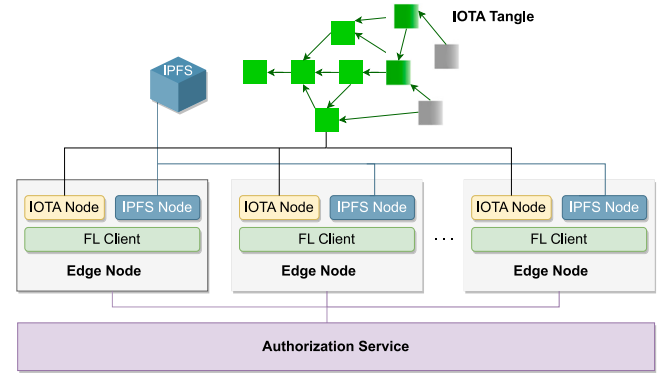 IOTA Tangle
IPFS
IOTA Node
IPFS Node
FL Client
Edge Node
IOTA Node
IPFS Node
FL Client
Edge Node
...
IOTA Node
IPFS Node
FL Client
Edge Node
Authorization Service